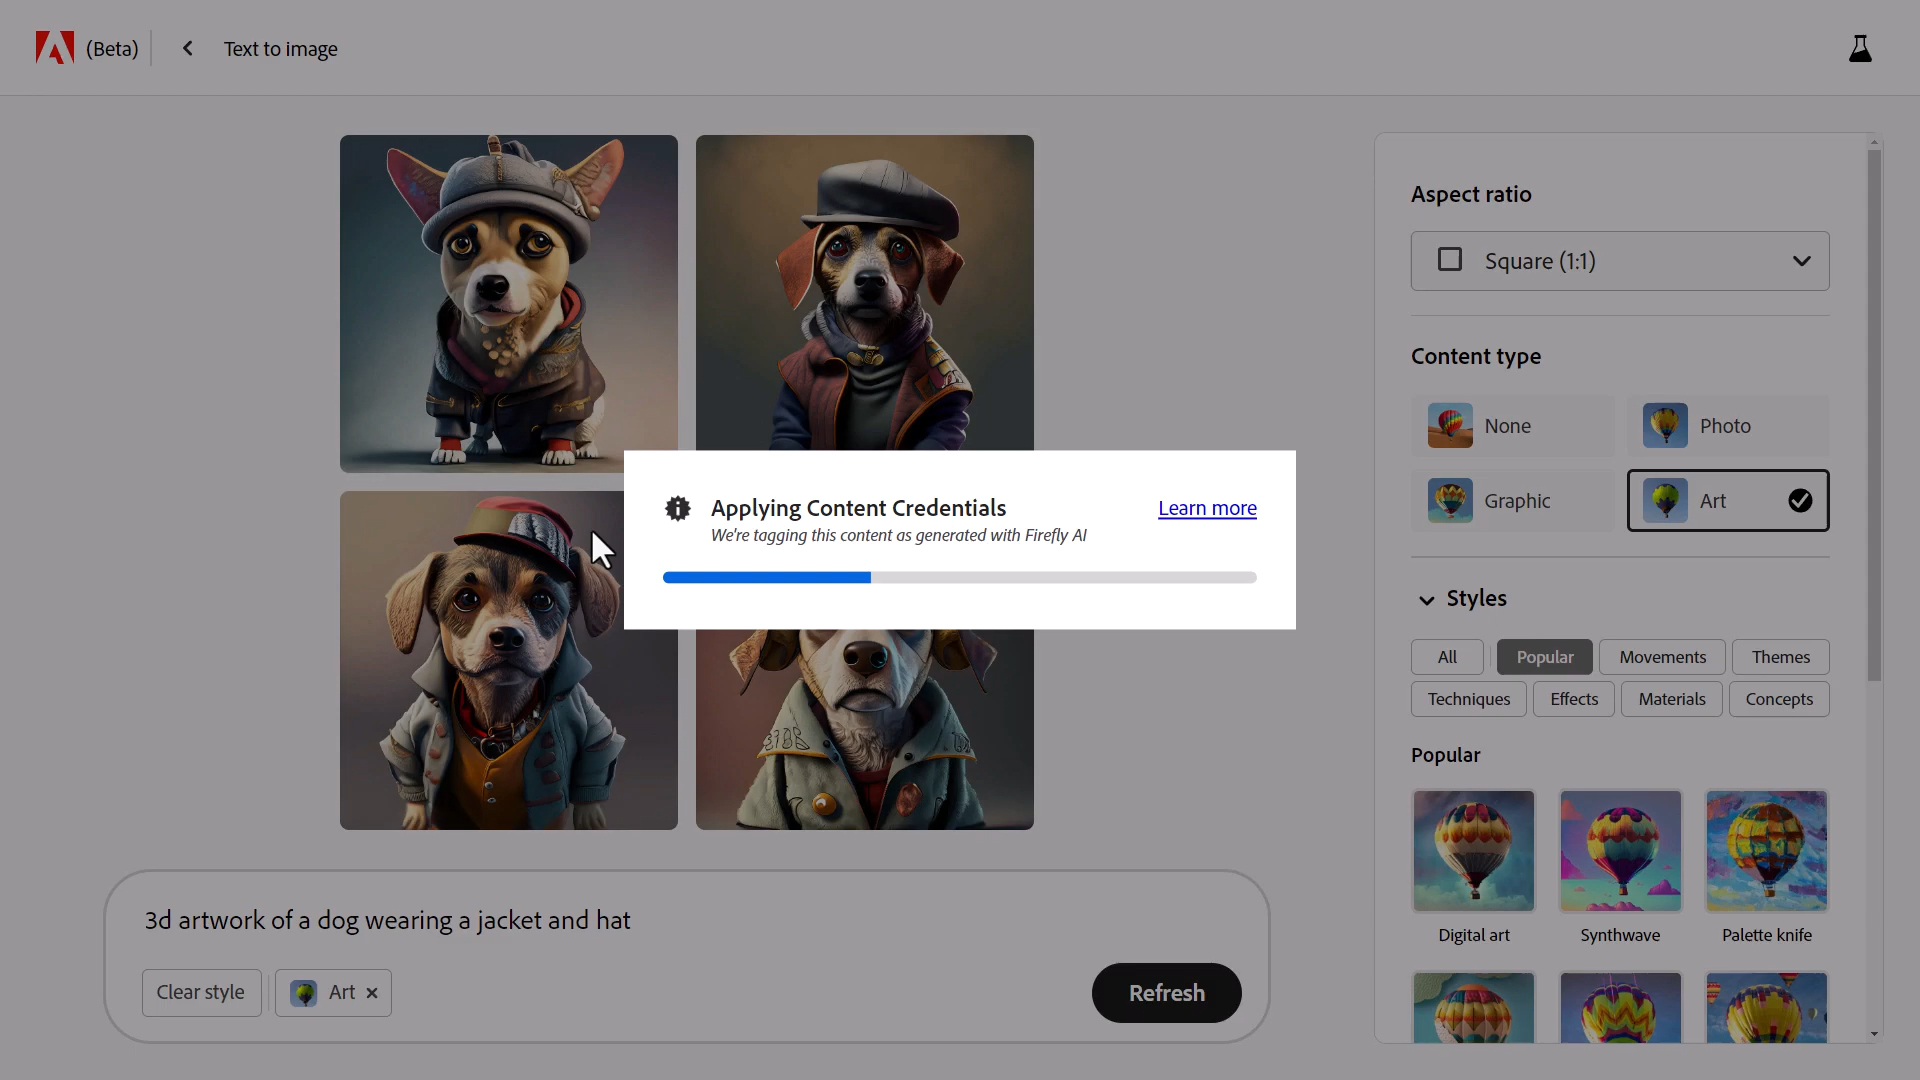 (Beta)
Text to image
Aspect ratio
Square (1:1)
Content type
None
Photo
Graphic
Art
Applying Content Credentials
Learn more
We're tagging this content as generated with Firefly AI
Styles
All
Popular
Movements
Themes
Techniques
Effects
Materials
Concepts
Popular
Digital art
Synthwave
Palette knife
3d artwork of a dog wearing a jacket and hat
Clear style
Art
Refresh